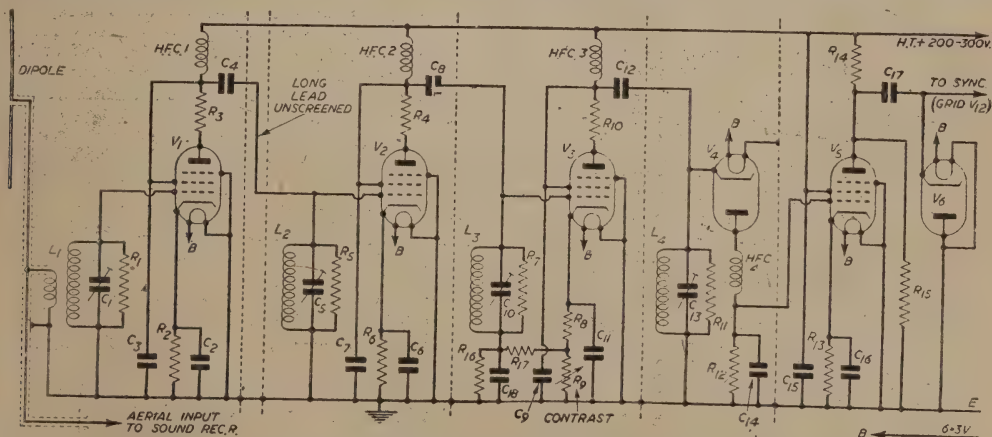 DIPOLE
HFC.1
C4
LONG
LEAD
UNSCREENED
R3
V1
L1
C1
R1
C3
R2
C2
AERIAL INPUT
TO SOUND REC.R.
HFC.2
C8
R4
V2
B
L2
C5
R5
C7
R6
C6
B
HFC.3
C12
R10
V3
B
L3
C10
R7
R8
C11
R16
R17
R9
C18
C9
CONTRAST
B
V4
L4
C13
R11
HFC
R12
C14
R14
H.T.+ 200-300V.
C17
TO SYNC.
(GRID V12)
V5
B
B
V6
R15
R13
C16
C15
E
B
6·3V